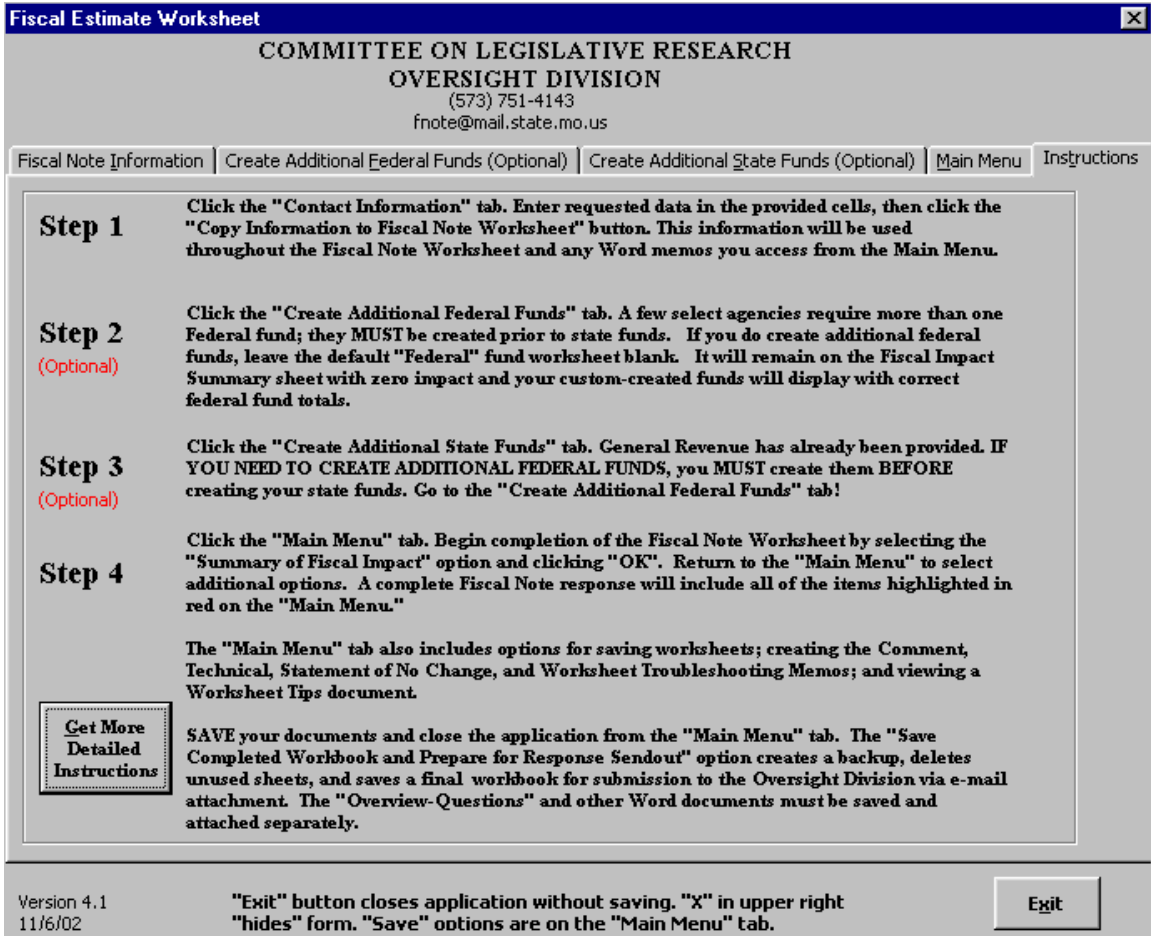 Fiscal Estimate Worksheet
COMMITTEE ON LEGISLATIVE RESEARCH
OVERSIGHT DIVISION
(573) 751-4143
fnote@mail.state.mo.us
Fiscal Note Information
Create Additional Federal Funds (Optional)
Create Additional State Funds (Optional)
Main Menu
Instructions
Step 1
Click the "Contact Information" tab. Enter requested data in the provided cells, then click the
"Copy Information to Fiscal Note Worksheet" button. This information will be used
throughout the Fiscal Note Worksheet and any Word memos you access from the Main Menu.
Step 2
(Optional)
Click the "Create Additional Federal Funds" tab. A few select agencies require more than one
Federal fund; they MUST be created prior to state funds. If you do create additional federal
funds, leave the default "Federal" fund worksheet blank. It will remain on the Fiscal Impact
Summary sheet with zero impact and your custom-created funds will display with correct
federal fund totals.
Step 3
(Optional)
Click the "Create Additional State Funds" tab. General Revenue has already been provided. IF
YOU NEED TO CREATE ADDITIONAL FEDERAL FUNDS, you MUST create them BEFORE
creating your state funds. Go to the "Create Additional Federal Funds" tab!
Step 4
Click the "Main Menu" tab. Begin completion of the Fiscal Note Worksheet by selecting the
"Summary of Fiscal Impact" option and clicking "OK". Return to the "Main Menu" to select
additional options. A complete Fiscal Note response will include all of the items highlighted in
red on the "Main Menu."
The "Main Menu" tab also includes options for saving worksheets; creating the Comment,
Technical, Statement of No Change, and Worksheet Troubleshooting Memos; and viewing a
Worksheet Tips document.
Get More
Detailed
Instructions
SAVE your documents and close the application from the "Main Menu" tab. The "Save
Completed Workbook and Prepare for Response Sendout" option creates a backup, deletes
unused sheets, and saves a final workbook for submission to the Oversight Division via e-mail
attachment. The "Overview-Questions" and other Word documents must be saved and
attached separately.
Version 4.1
11/6/02
"Exit" button closes application without saving. "X" in upper right
"hides" form. "Save" options are on the "Main Menu" tab.
Exit